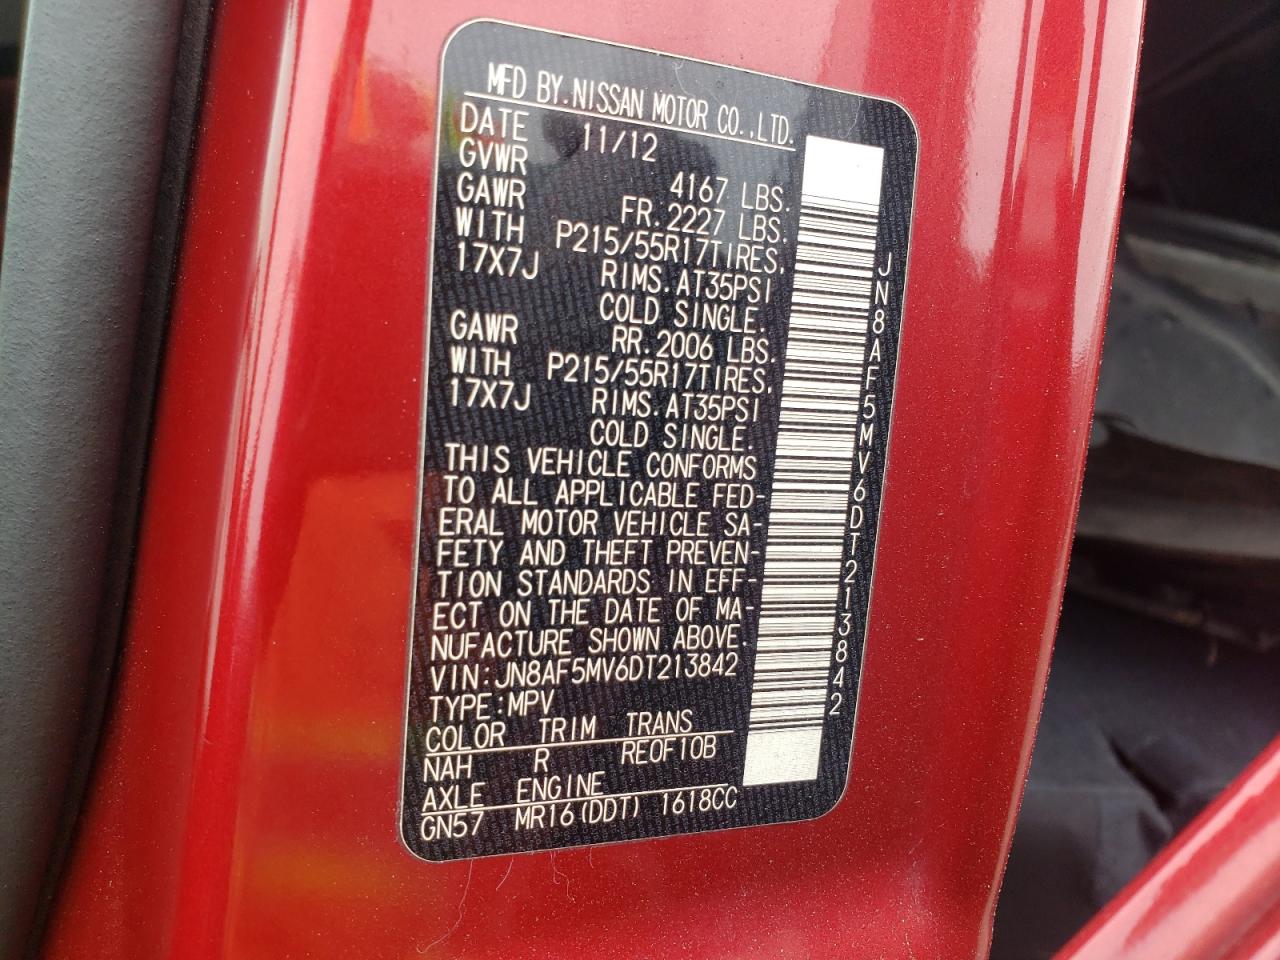 MFD BY.NISSAN MOTOR CO.,LTD.
DATE 11/12
GVWR 4167 LBS.
GAWR FR.2227 LBS.
WITH P215/55R17TIRES,
17X7J RIMS.AT35PSI
COLD SINGLE.
GAWR RR.2006 LBS.
WITH P215/55R17TIRES,
17X7J RIMS.AT35PSI
COLD SINGLE.
THIS VEHICLE CONFORMS
TO ALL APPLICABLE FED-
ERAL MOTOR VEHICLE SA-
FETY AND THEFT PREVEN-
TION STANDARDS IN EFF-
ECT ON THE DATE OF MA-
NUFACTURE SHOWN ABOVE.
VIN:JN8AF5MV6DT213842
TYPE:MPV
COLOR TRIM TRANS
NAH R RE0F10B
AXLE ENGINE
GN57 MR16(DDT) 1618CC
JN8AF5MV6DT213842